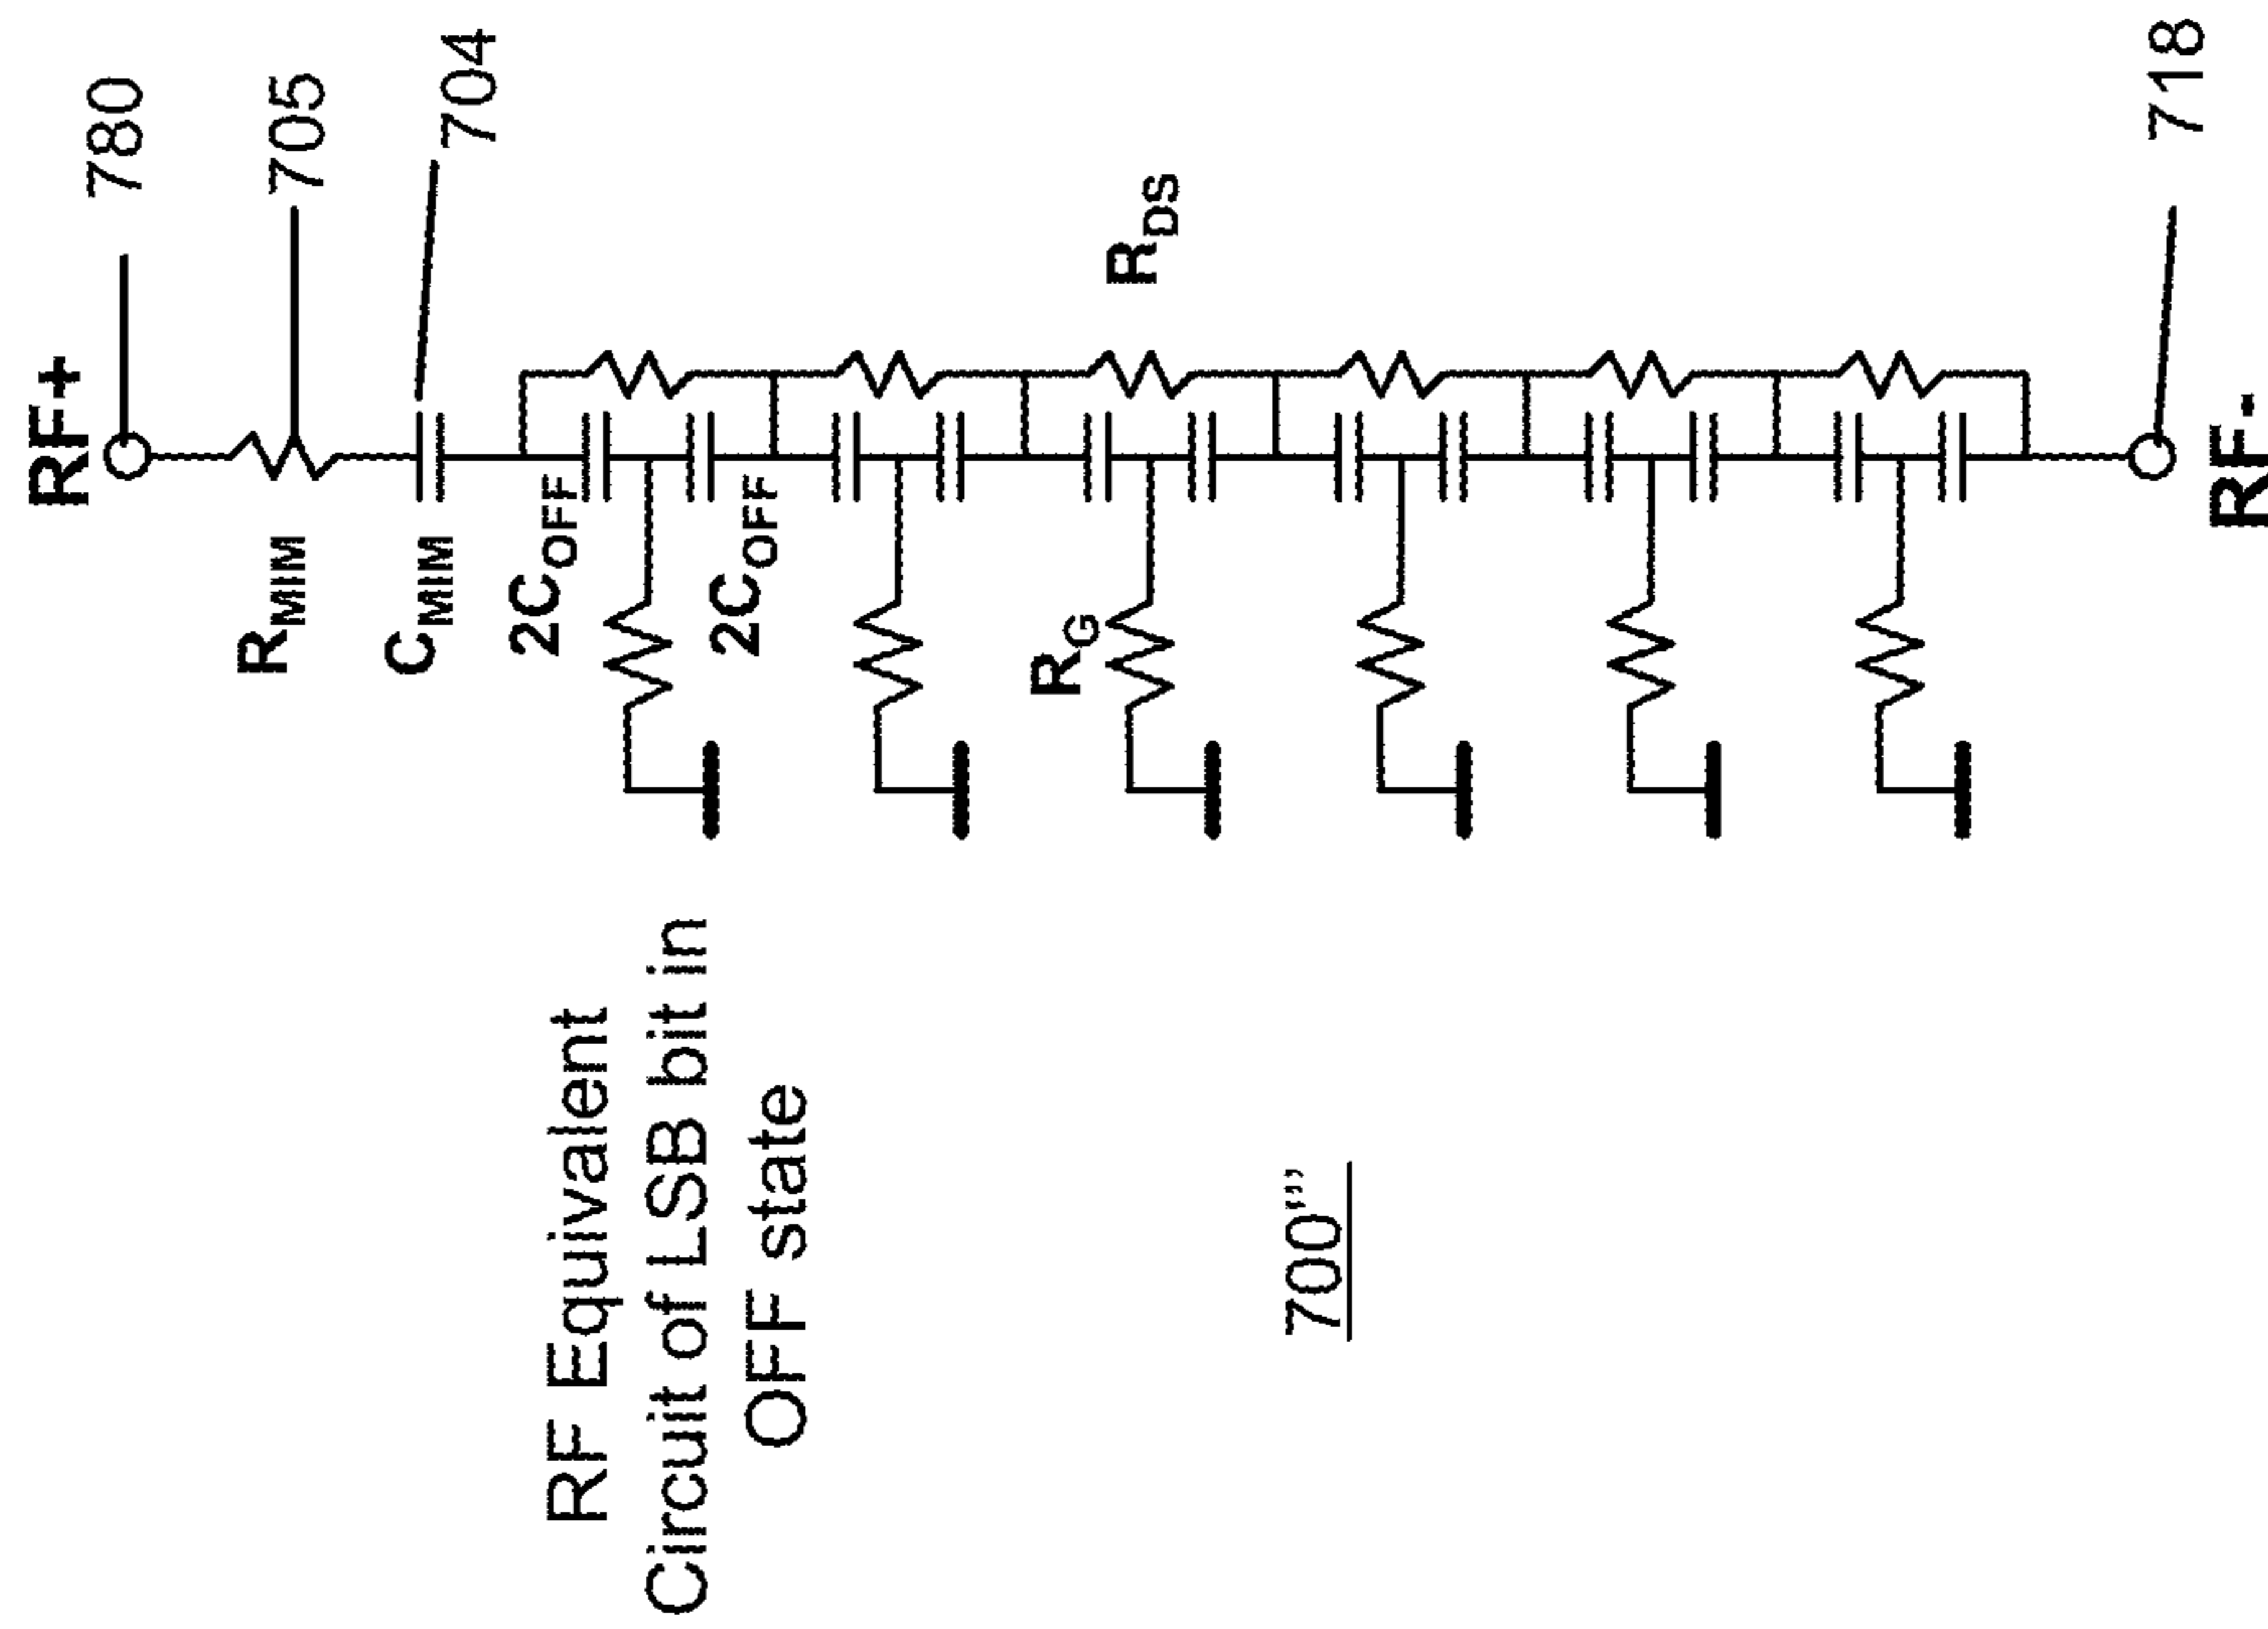 RF+
780
705
704
R_MIM
C_MIM
2C_OFF
2C_OFF
R_G
R_DS
RF-
718
RF Equivalent
Circuit of LSB bit in
OFF state
700''''